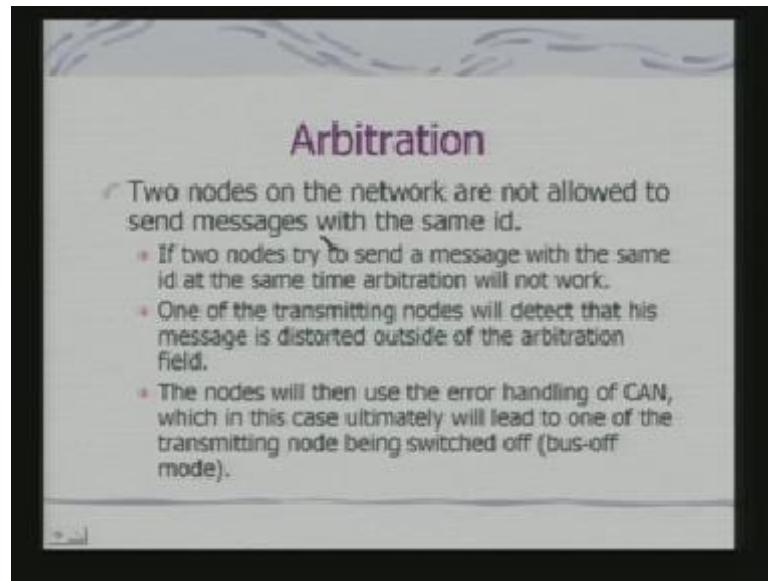 Arbitration
Two nodes on the network are not allowed to
send messages with the same id.
If two nodes try to send a message with the same
id at the same time arbitration will not work.
One of the transmitting nodes will detect that his
message is distorted outside of the arbitration
field.
The nodes will then use the error handling of CAN,
which in this case ultimately will lead to one of the
transmitting node being switched off (bus-off
mode).